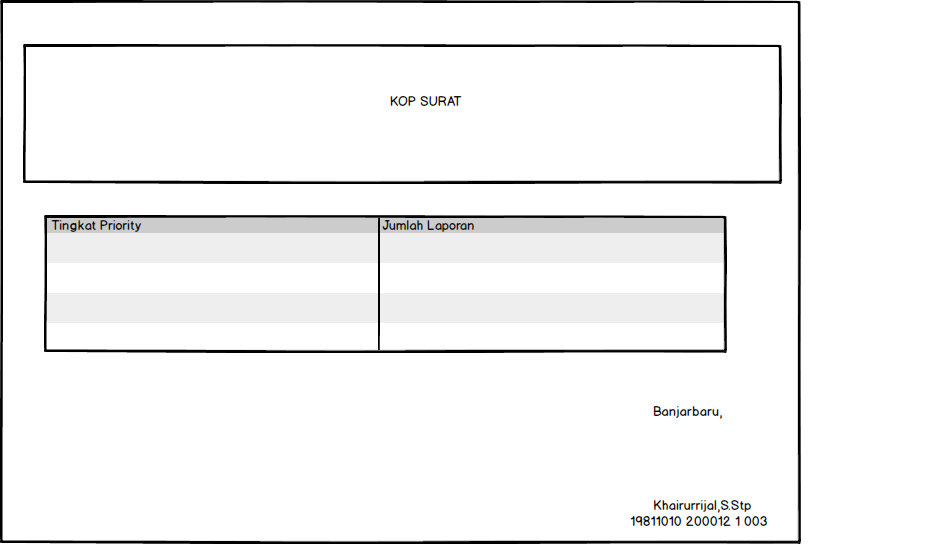 KOP SURAT
Tingkat Priority
Jumlah Laporan
Banjarbaru,
Khairurrijal,S.Stp
19811010 200012 1 003